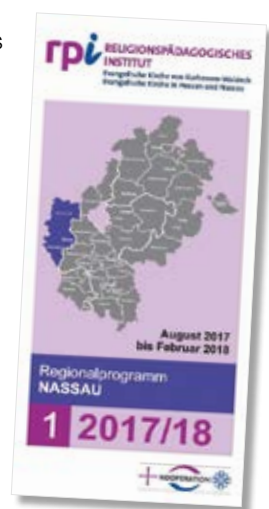 s
rpi RELIGIONSPÄDAGOGISCHES
INSTITUT
Evangelische Kirche von Kurhessen-Waldeck
Evangelische Kirche in Hessen und Nassau
August 2017
bis Februar 2018
Regionalprogramm
NASSAU
1 2017/18
KOOPERATION